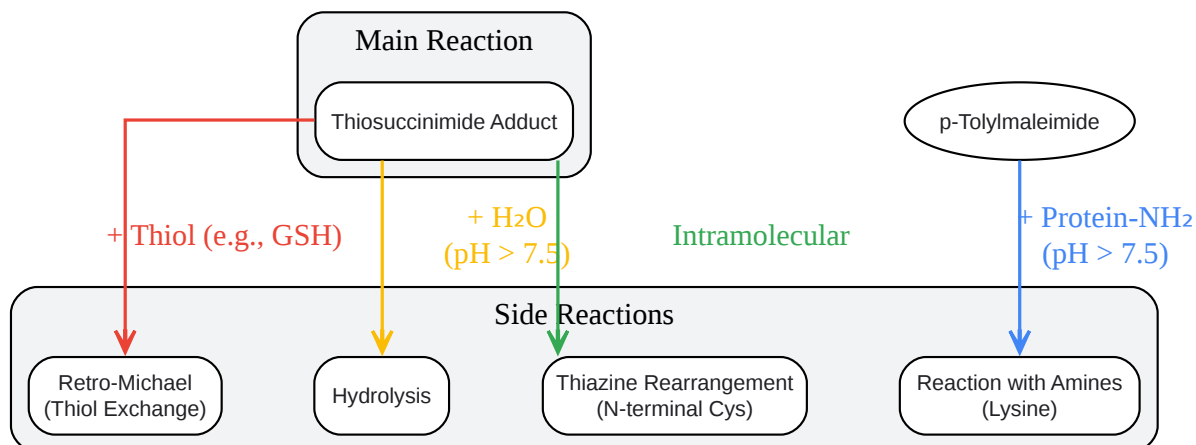 Main Reaction
Thiosuccinimide Adduct
p-Tolylmaleimide
+ Thiol (e.g., GSH)
+ H₂O
(pH > 7.5)
Intramolecular
+ Protein-NH₂
(pH > 7.5)
Side Reactions
Retro-Michael
(Thiol Exchange)
Hydrolysis
Thiazine Rearrangement
(N-terminal Cys)
Reaction with Amines
(Lysine)